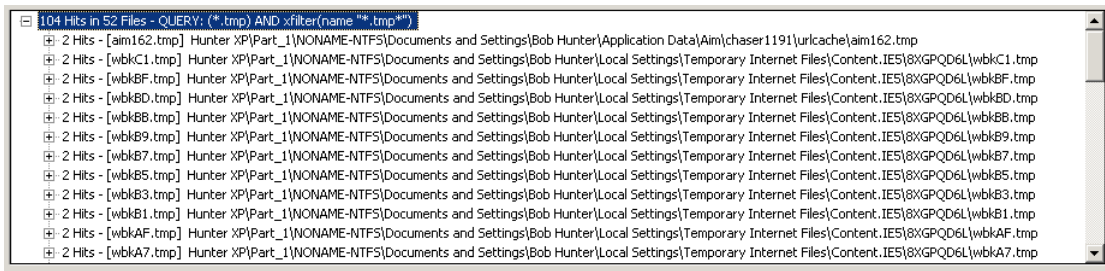 104 Hits in 52 Files - QUERY: (*.tmp) AND xfilter(name "*.tmp*")
2 Hits - [aim162.tmp] Hunter XP\Part_1\NONAME-NTFS\Documents and Settings\Bob Hunter\Application Data\Aim\chaser1191\urlcache\aim162.tmp
2 Hits - [wbkC1.tmp] Hunter XP\Part_1\NONAME-NTFS\Documents and Settings\Bob Hunter\Local Settings\Temporary Internet Files\Content.IE5\8XGPQD6L\wbkC1.tmp
2 Hits - [wbkBF.tmp] Hunter XP\Part_1\NONAME-NTFS\Documents and Settings\Bob Hunter\Local Settings\Temporary Internet Files\Content.IE5\8XGPQD6L\wbkBF.tmp
2 Hits - [wbkBD.tmp] Hunter XP\Part_1\NONAME-NTFS\Documents and Settings\Bob Hunter\Local Settings\Temporary Internet Files\Content.IE5\8XGPQD6L\wbkBD.tmp
2 Hits - [wbkBB.tmp] Hunter XP\Part_1\NONAME-NTFS\Documents and Settings\Bob Hunter\Local Settings\Temporary Internet Files\Content.IE5\8XGPQD6L\wbkBB.tmp
2 Hits - [wbkB9.tmp] Hunter XP\Part_1\NONAME-NTFS\Documents and Settings\Bob Hunter\Local Settings\Temporary Internet Files\Content.IE5\8XGPQD6L\wbkB9.tmp
2 Hits - [wbkB7.tmp] Hunter XP\Part_1\NONAME-NTFS\Documents and Settings\Bob Hunter\Local Settings\Temporary Internet Files\Content.IE5\8XGPQD6L\wbkB7.tmp
2 Hits - [wbkB5.tmp] Hunter XP\Part_1\NONAME-NTFS\Documents and Settings\Bob Hunter\Local Settings\Temporary Internet Files\Content.IE5\8XGPQD6L\wbkB5.tmp
2 Hits - [wbkB3.tmp] Hunter XP\Part_1\NONAME-NTFS\Documents and Settings\Bob Hunter\Local Settings\Temporary Internet Files\Content.IE5\8XGPQD6L\wbkB3.tmp
2 Hits - [wbkB1.tmp] Hunter XP\Part_1\NONAME-NTFS\Documents and Settings\Bob Hunter\Local Settings\Temporary Internet Files\Content.IE5\8XGPQD6L\wbkB1.tmp
2 Hits - [wbkAF.tmp] Hunter XP\Part_1\NONAME-NTFS\Documents and Settings\Bob Hunter\Local Settings\Temporary Internet Files\Content.IE5\8XGPQD6L\wbkAF.tmp
2 Hits - [wbkA7.tmp] Hunter XP\Part_1\NONAME-NTFS\Documents and Settings\Bob Hunter\Local Settings\Temporary Internet Files\Content.IE5\8XGPQD6L\wbkA7.tmp